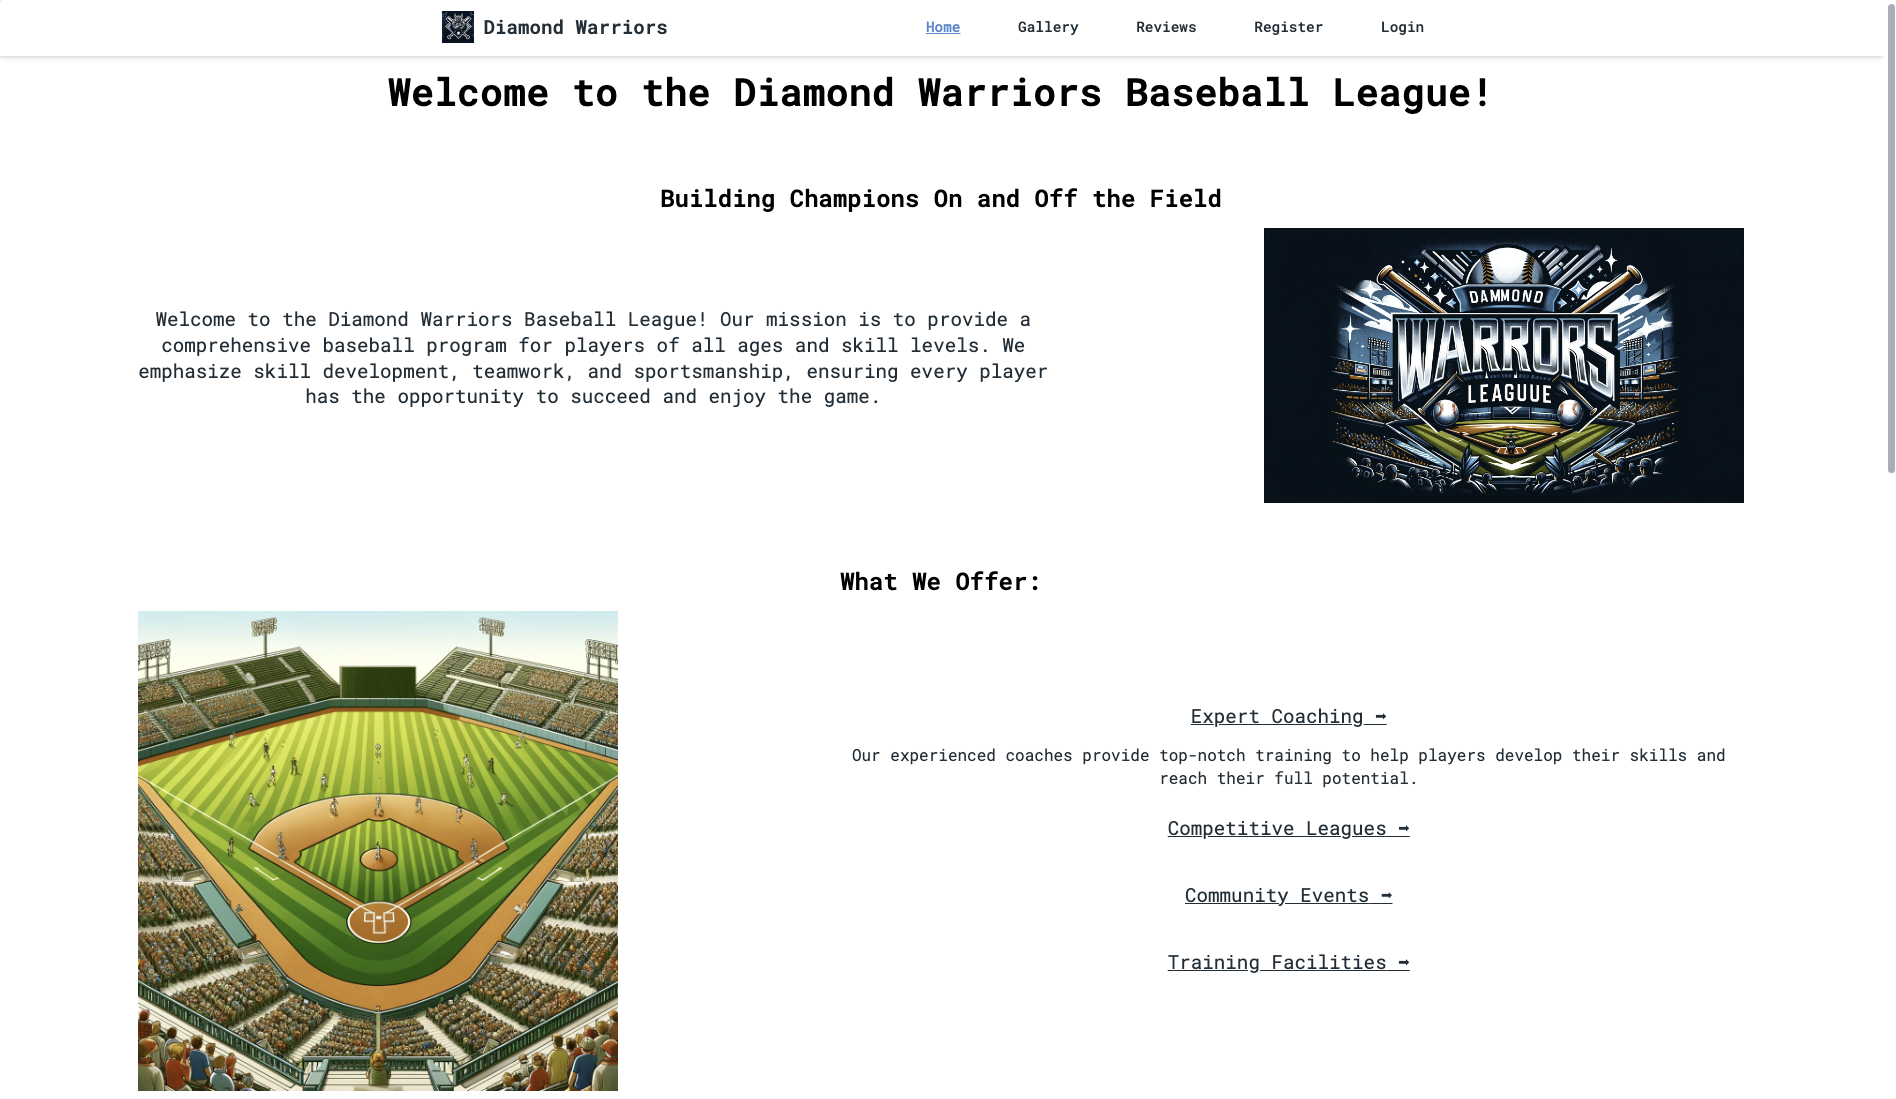 Diamond Warriors
Home Gallery Reviews Register Login
Welcome to the Diamond Warriors Baseball League!
Building Champions On and Off the Field
Welcome to the Diamond Warriors Baseball League! Our mission is to provide a
comprehensive baseball program for players of all ages and skill levels. We
emphasize skill development, teamwork, and sportsmanship, ensuring every player
has the opportunity to succeed and enjoy the game.
DAMMOND
WARRORS
LEAGUUE
What We Offer:
Expert Coaching ➡
Our experienced coaches provide top-notch training to help players develop their skills and
reach their full potential.
Competitive Leagues ➡
Community Events ➡
Training Facilities ➡